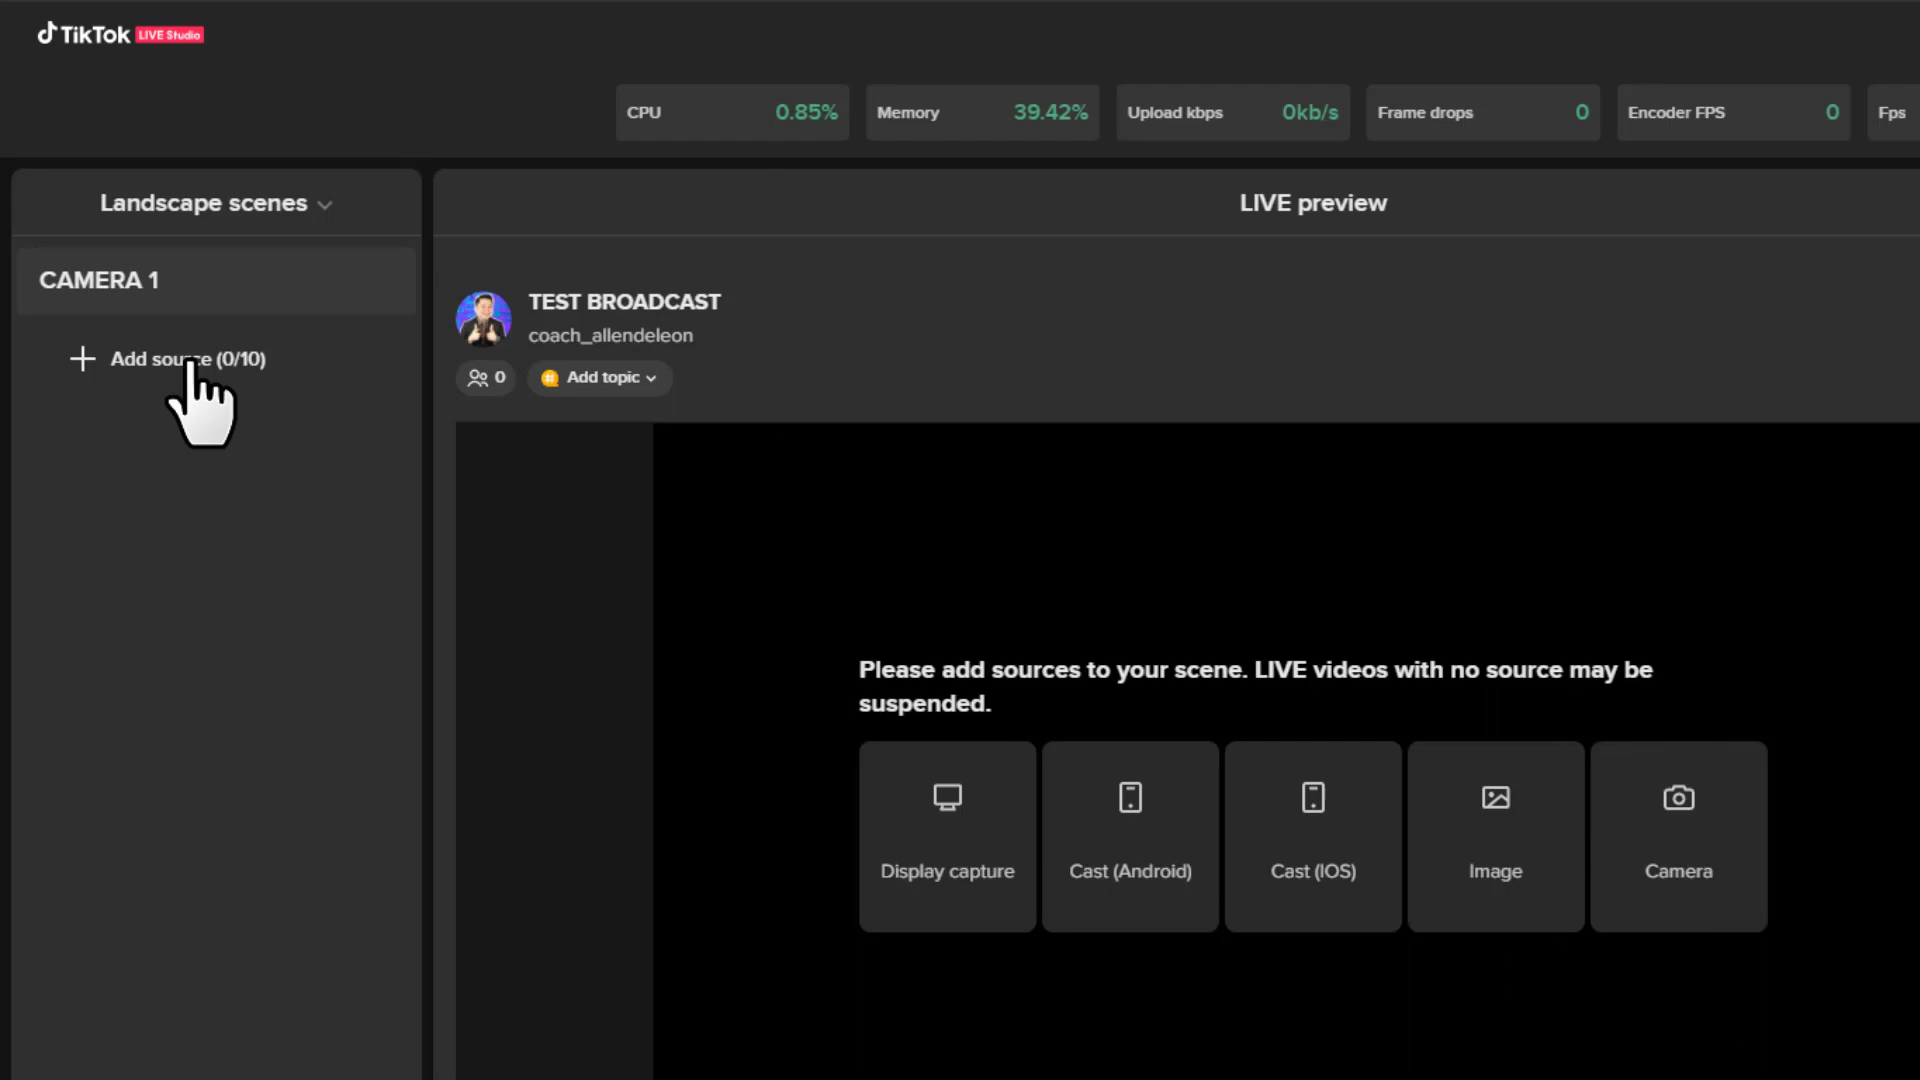 TikTok LIVE Studio
CPU 0.85% Memory 39.42% Upload kbps 0kb/s Frame drops 0 Encoder FPS 0 Fps
Landscape scenes
LIVE preview
CAMERA 1
TEST BROADCAST
coach_allendeleon
Add source (0/10)
0 # Add topic
Please add sources to your scene. LIVE videos with no source may be
suspended.
Display capture Cast (Android) Cast (IOS) Image Camera